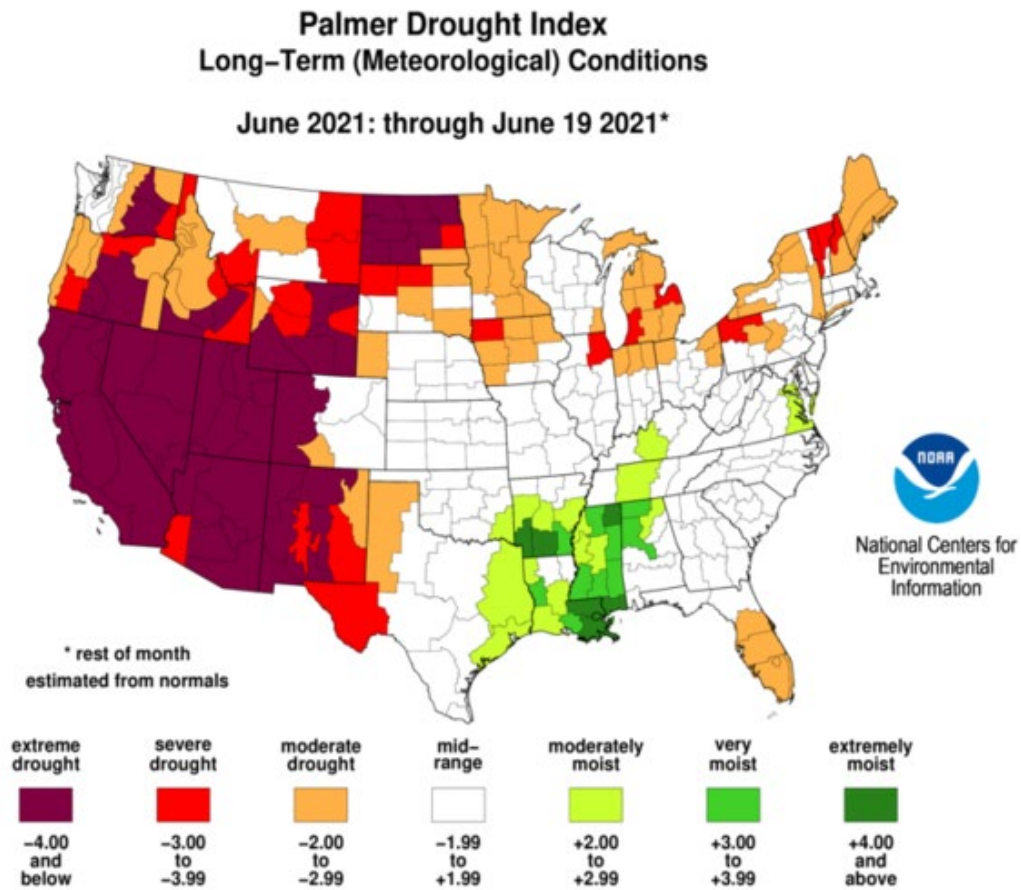 Palmer Drought Index
Long−Term (Meteorological) Conditions
June 2021: through June 19 2021*
NOAA
National Centers for
Environmental
Information
* rest of month
estimated from normals
extreme drought
severe drought
moderate drought
mid− range
moderately moist
very moist
extremely moist
−4.00 and below
−3.00 to −3.99
−2.00 to −2.99
−1.99 to +1.99
+2.00 to +2.99
+3.00 to +3.99
+4.00 and above